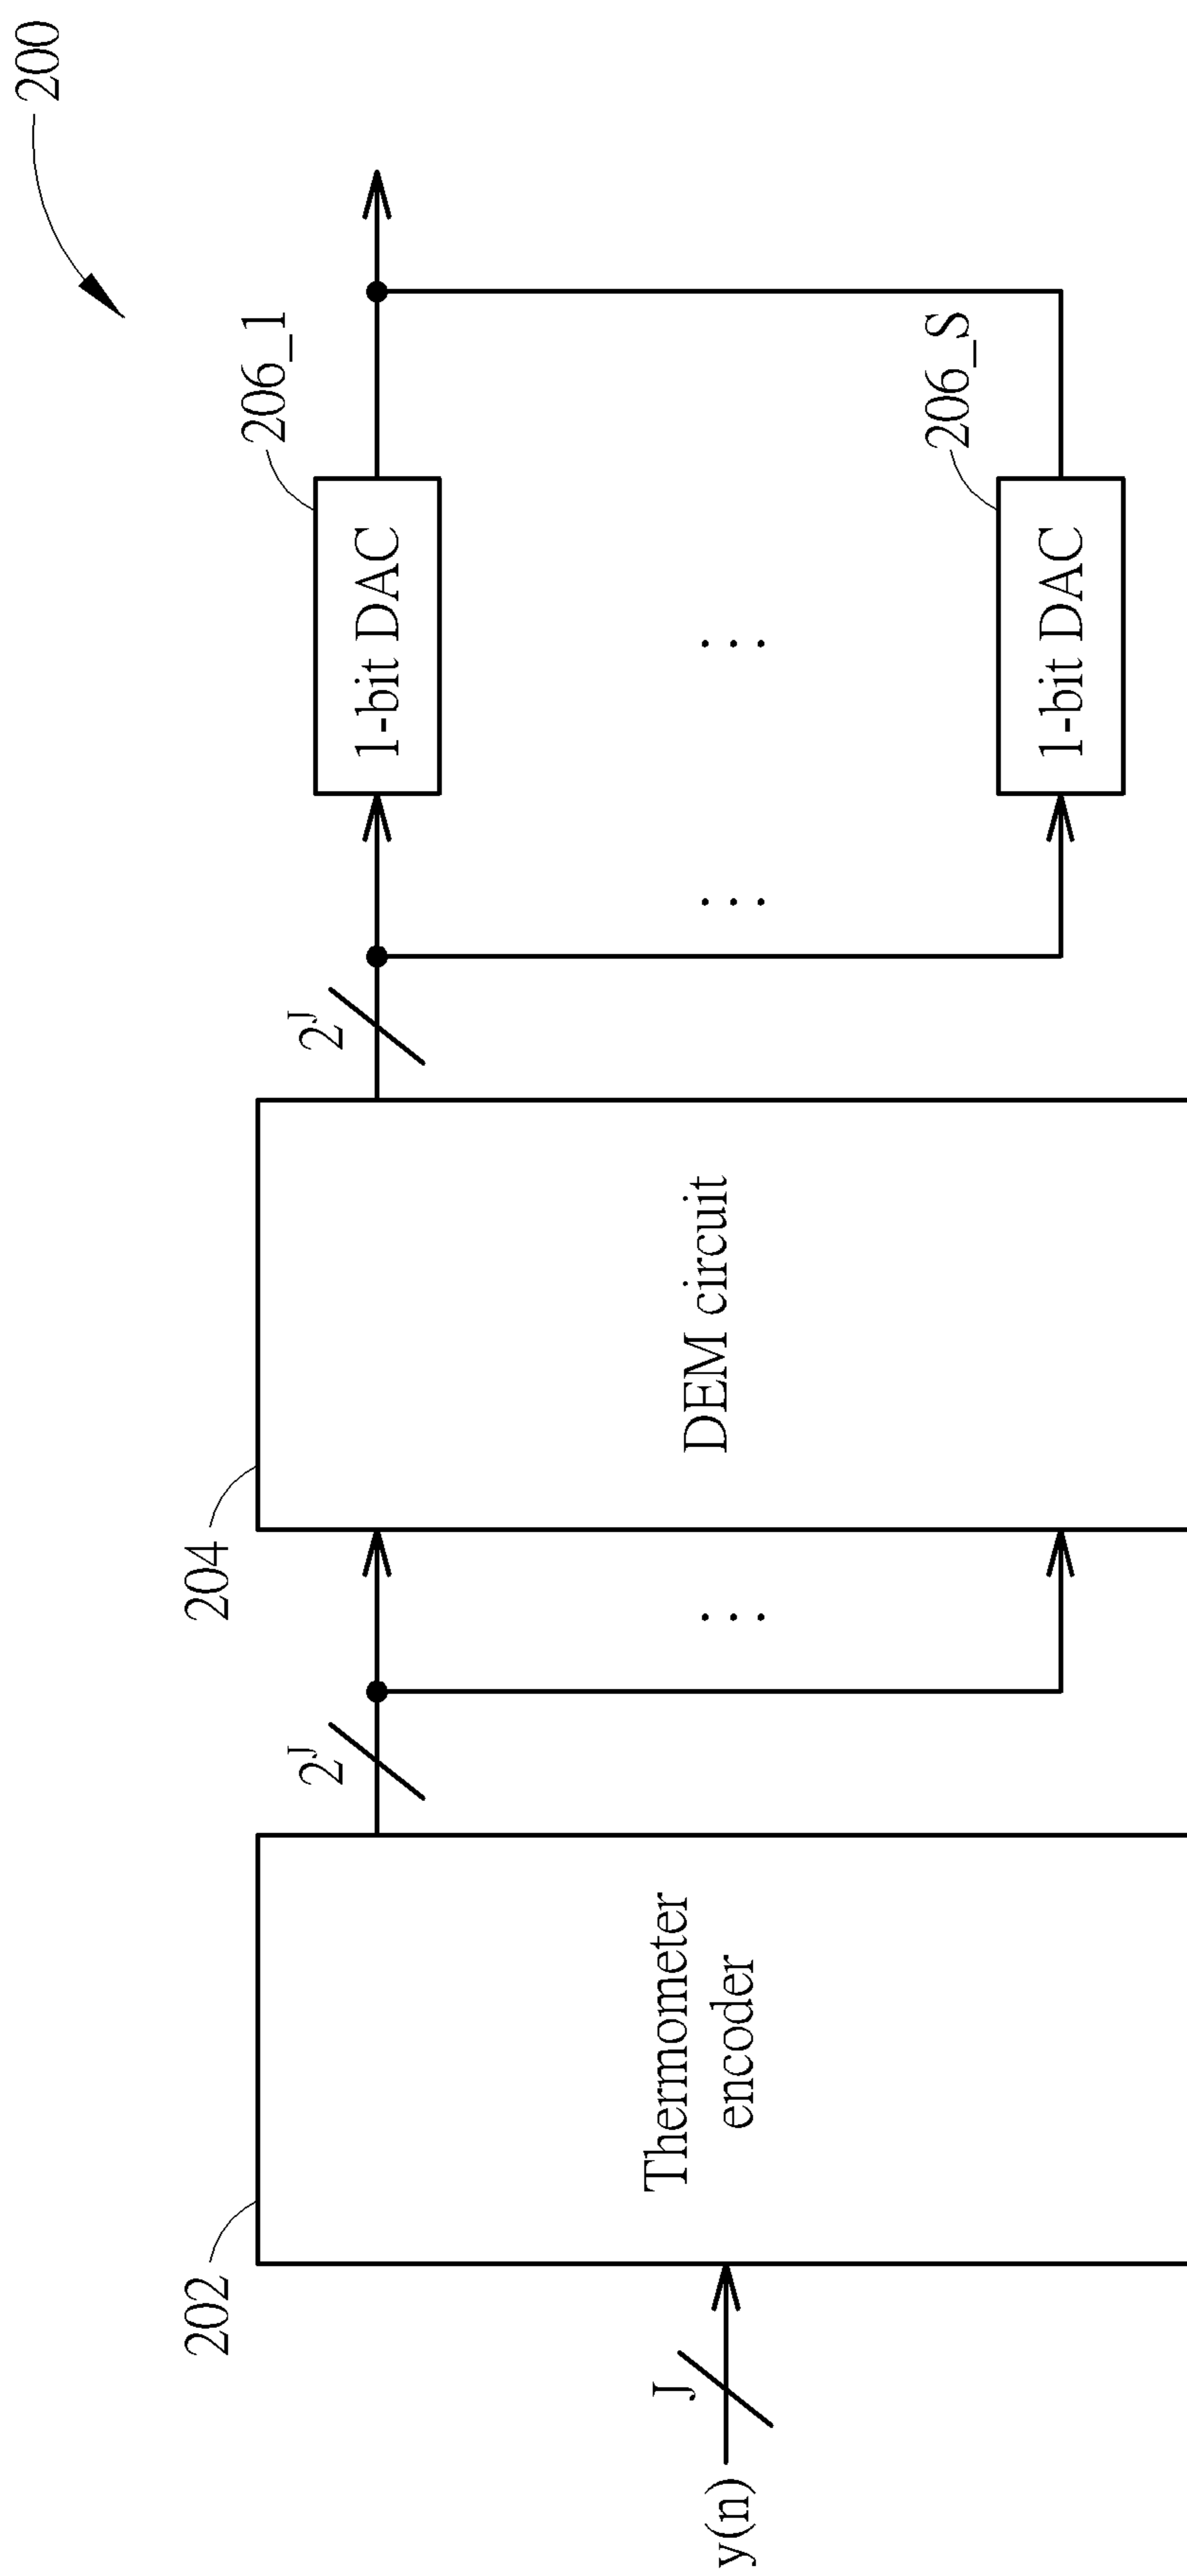 200
y(n)
J
202
Thermometer
encoder
2^J
⋮
204
DEM circuit
2^J
⋮
206_1
1-bit DAC
⋮
206_S
1-bit DAC